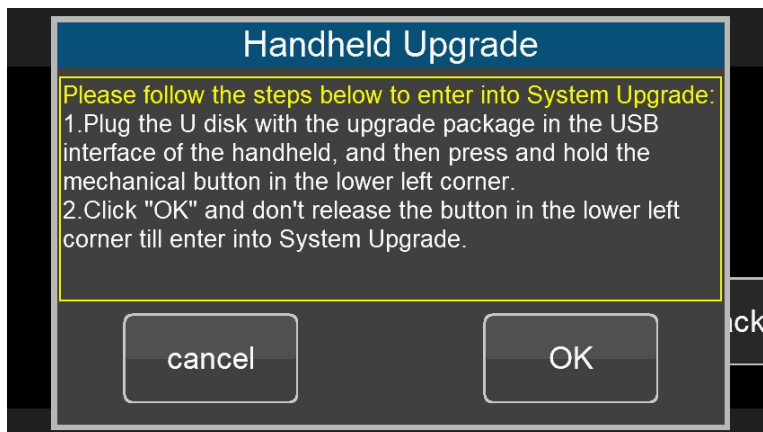 Handheld Upgrade
Please follow the steps below to enter into System Upgrade:
1.Plug the U disk with the upgrade package in the USB
interface of the handheld, and then press and hold the
mechanical button in the lower left corner.
2.Click "OK" and don't release the button in the lower left
corner till enter into System Upgrade.
cancel
OK